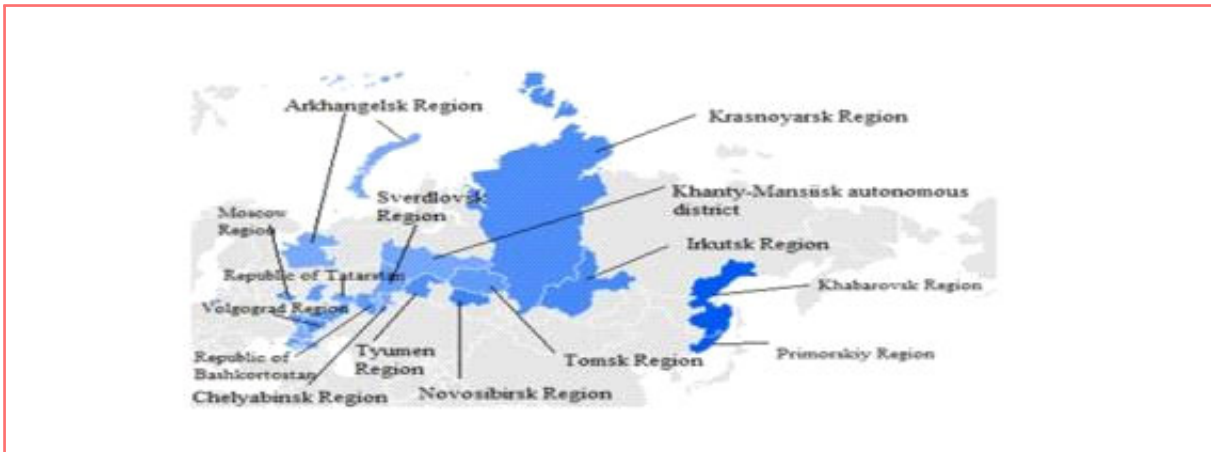 Arkhangelsk Region
Krasnoyarsk Region
Sverdlovsk
Region
Khanty-Mansiisk autonomous
district
Moscow
Region
Irkutsk Region
Republic of Tatarstan
Khabarovsk Region
Volgograd Region
Republic of
Bashkortostan
Tyumen
Region
Tomsk Region
Primorskiy Region
Chelyabinsk Region
Novosibirsk Region